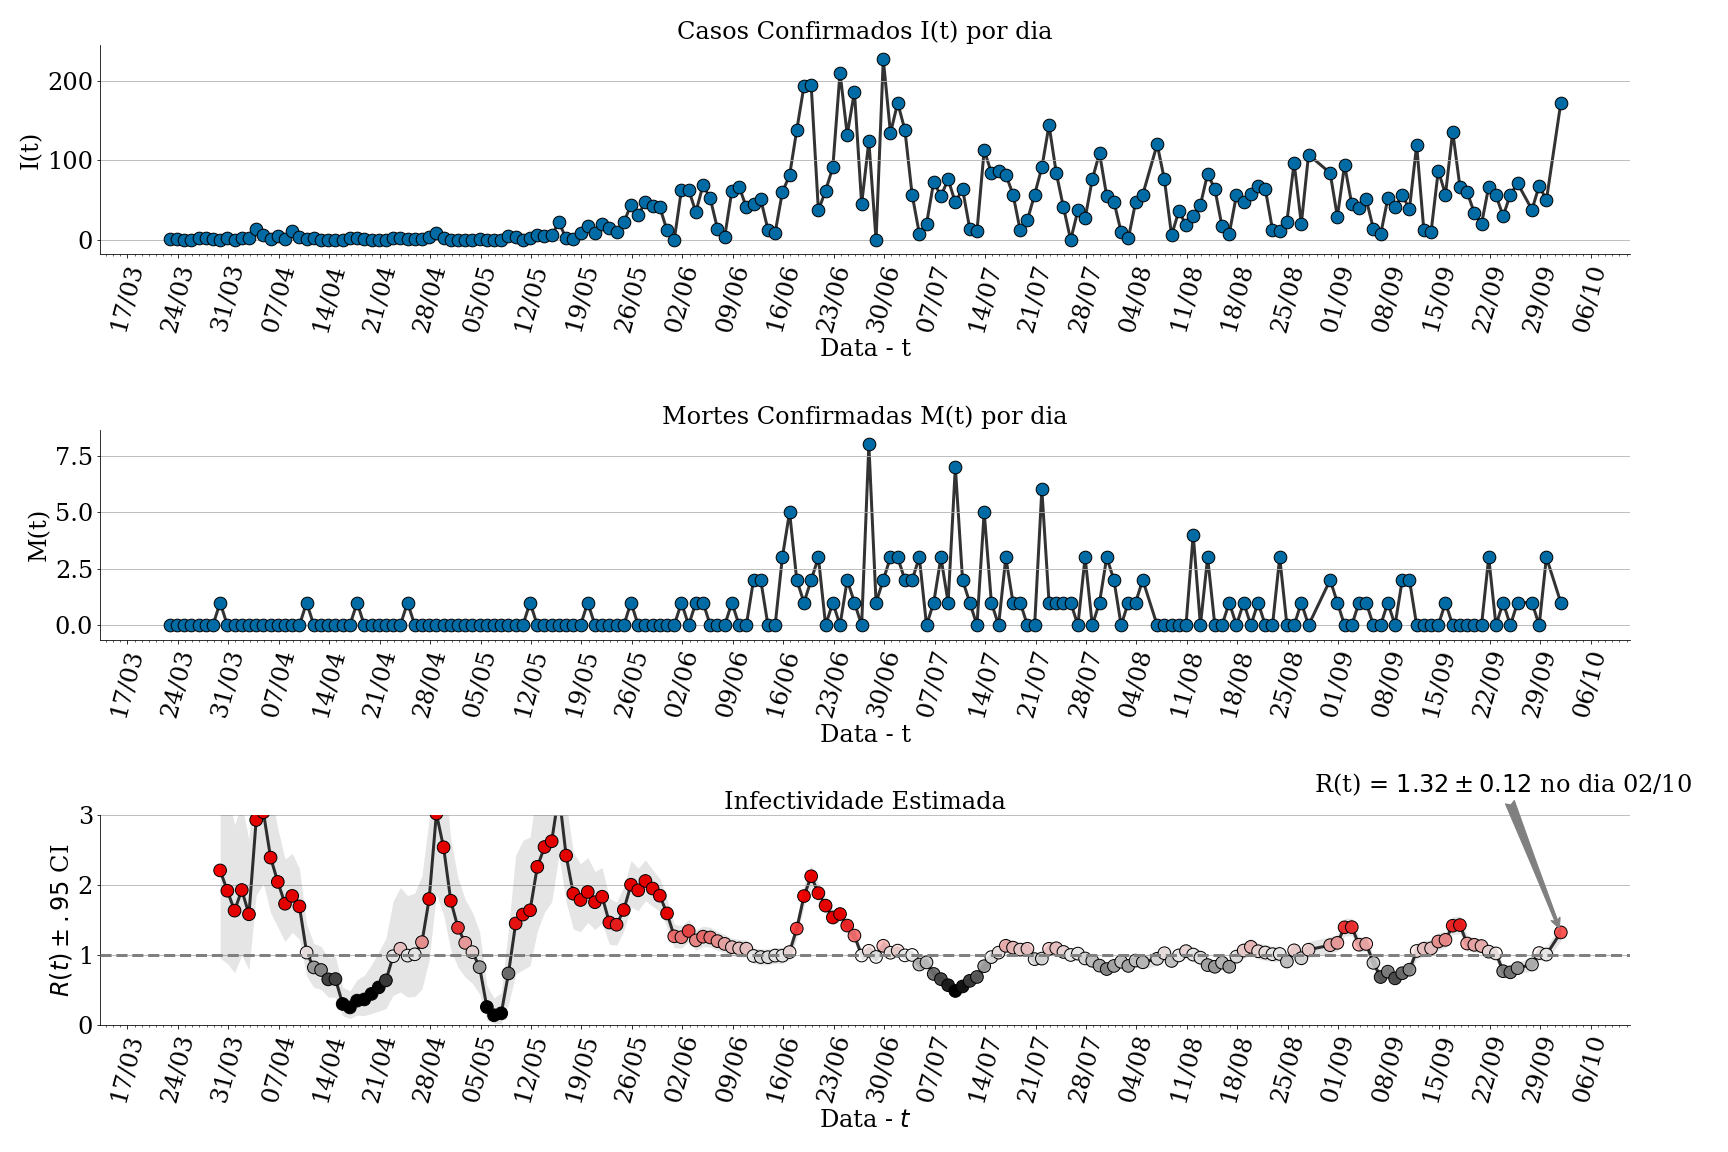 Casos Confirmados I(t) por dia
I(t)
200
100
0
17/03 24/03 31/03 07/04 14/04 21/04 28/04 05/05 12/05 19/05 26/05 02/06 09/06 16/06 23/06 30/06 07/07 14/07 21/07 28/07 04/08 11/08 18/08 25/08 01/09 08/09 15/09 22/09 29/09 06/10
Data - t
Mortes Confirmadas M(t) por dia
M(t)
7.5
5.0
2.5
0.0
17/03 24/03 31/03 07/04 14/04 21/04 28/04 05/05 12/05 19/05 26/05 02/06 09/06 16/06 23/06 30/06 07/07 14/07 21/07 28/07 04/08 11/08 18/08 25/08 01/09 08/09 15/09 22/09 29/09 06/10
Data - t
R(t) = 1.32 ± 0.12 no dia 02/10
Infectividade Estimada
R(t) ± .95 CI
3
2
1
0
17/03 24/03 31/03 07/04 14/04 21/04 28/04 05/05 12/05 19/05 26/05 02/06 09/06 16/06 23/06 30/06 07/07 14/07 21/07 28/07 04/08 11/08 18/08 25/08 01/09 08/09 15/09 22/09 29/09 06/10
Data - t